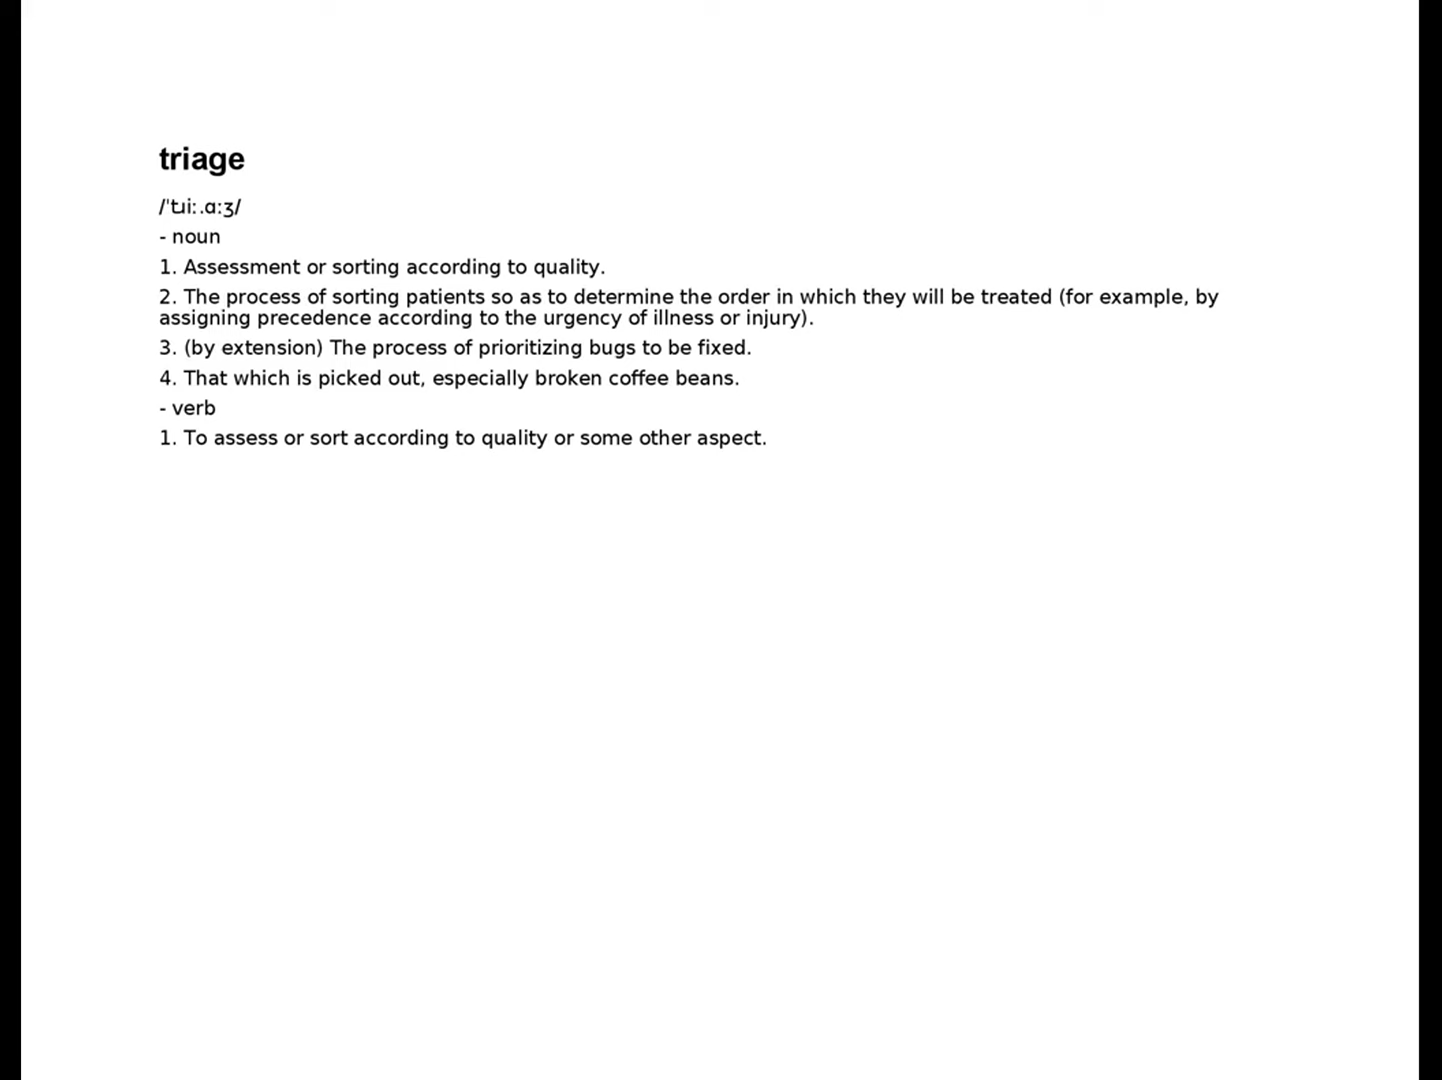 triage
/ˈtɹiː.ɑːʒ/
- noun
1. Assessment or sorting according to quality.
2. The process of sorting patients so as to determine the order in which they will be treated (for example, by
assigning precedence according to the urgency of illness or injury).
3. (by extension) The process of prioritizing bugs to be fixed.
4. That which is picked out, especially broken coffee beans.
- verb
1. To assess or sort according to quality or some other aspect.